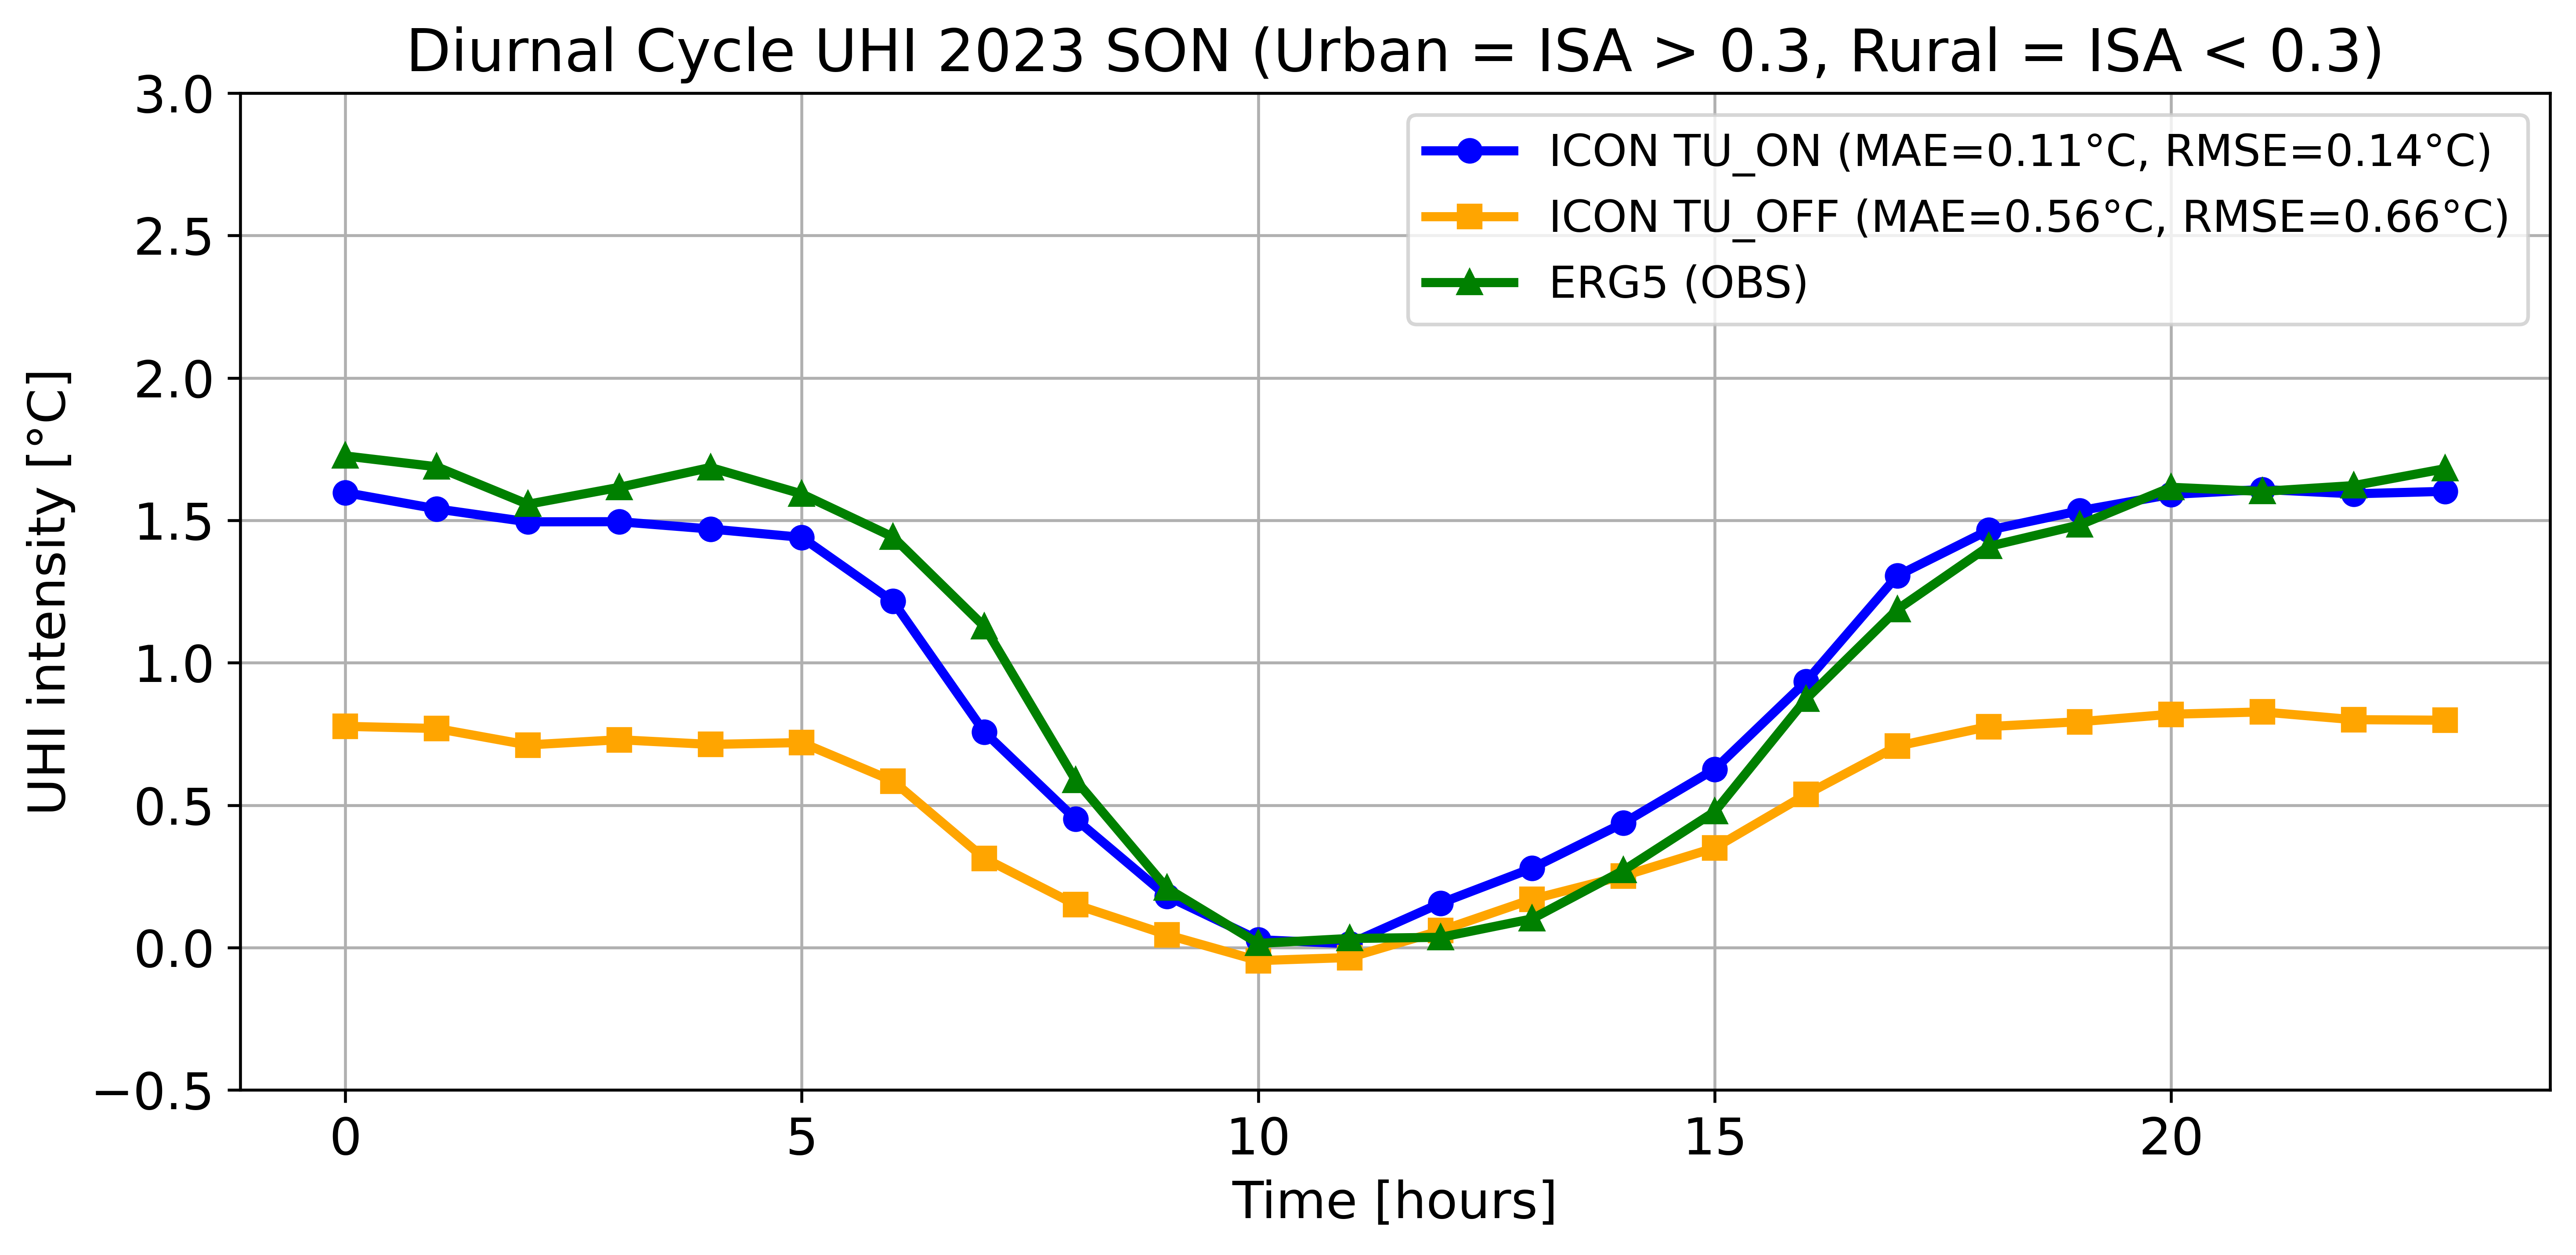 Diurnal Cycle UHI 2023 SON (Urban = ISA > 0.3, Rural = ISA < 0.3)
ICON TU_ON (MAE=0.11°C, RMSE=0.14°C)
ICON TU_OFF (MAE=0.56°C, RMSE=0.66°C)
ERG5 (OBS)
UHI intensity [°C]
3.0
2.5
2.0
1.5
1.0
0.5
0.0
−0.5
0 5 10 15 20
Time [hours]